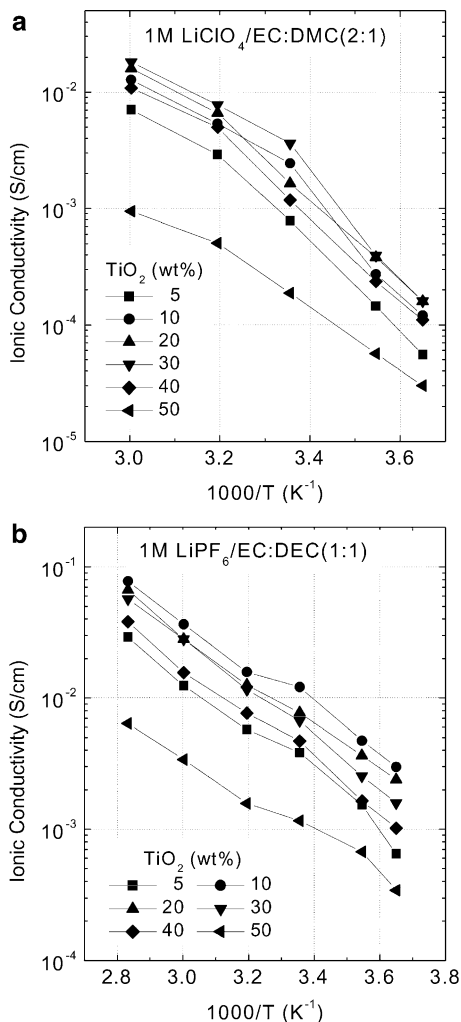 a
1M LiClO₄/EC:DMC(2:1)
Ionic Conductivity (S/cm)
10⁻²
10⁻³
10⁻⁴
10⁻⁵
TiO₂ (wt%)
5
10
20
30
40
50
3.0 3.2 3.4 3.6
1000/T (K⁻¹)
b
1M LiPF₆/EC:DEC(1:1)
Ionic Conductivity (S/cm)
10⁻¹
10⁻²
10⁻³
10⁻⁴
TiO₂ (wt%)
5 10
20 30
40 50
2.8 3.0 3.2 3.4 3.6 3.8
1000/T (K⁻¹)